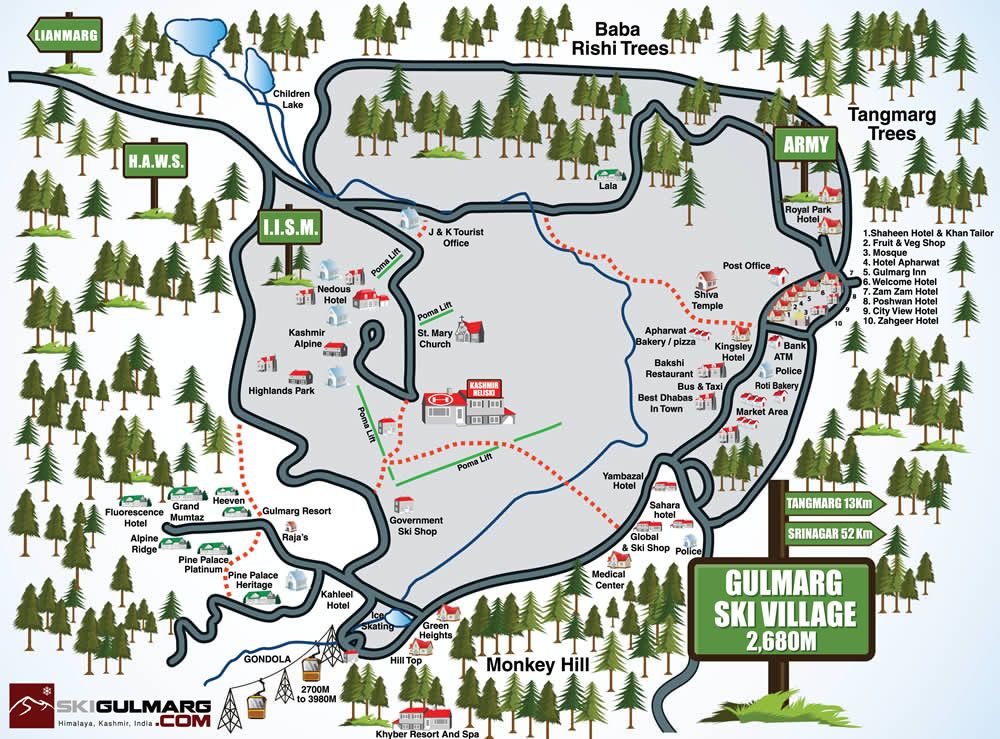 LIANMARG
Baba
Rishi Trees
Children
Lake
Tangmarg
Trees
ARMY
H.A.W.S.
I.I.S.M.
Lala
Royal Park
Hotel
J & K Tourist
Office
1.Shaheen Hotel & Khan Tailor
2. Fruit & Veg Shop
3. Mosque
4. Hotel Apharwat
5. Gulmarg Inn
6. Welcome Hotel
7. Zam Zam Hotel
8. Poshwan Hotel
9. City View Hotel
10. Zahgeer Hotel
7
8
9
10
2
4
5
Poma Lift
Nedous
Hotel
Post Office
Shiva
Temple
Poma Lift
St. Mary
Church
Kashmir
Alpine
Apharwat
Bakery / pizza
Kingsley
Hotel
Bank
ATM
Police
Bakshi
Restaurant
Bus & Taxi
Roti Bakery
Best Dhabas
In Town
Market Area
Highlands Park
KASHMIR
HELISKI
H
Poma Lift
Poma Lift
Yambazal
Hotel
Sahara
hotel
Global
& Ski Shop
Police
Medical
Center
Government
Ski Shop
Fluorescence
Hotel
Grand
Mumtaz
Heeven
Gulmarg Resort
Raja's
Alpine
Ridge
Pine Palace
Platinum
Pine Palace
Heritage
Kahleel
Hotel
Ice
Skating
Green
Heights
Hill Top
GONDOLA
2700M
to 3980M
Monkey Hill
Khyber Resort And Spa
TANGMARG 13Km
SRINAGAR 52 Km
GULMARG
SKI VILLAGE
2,680M
SKIGULMARG
Himalaya, Kashmir, India .COM